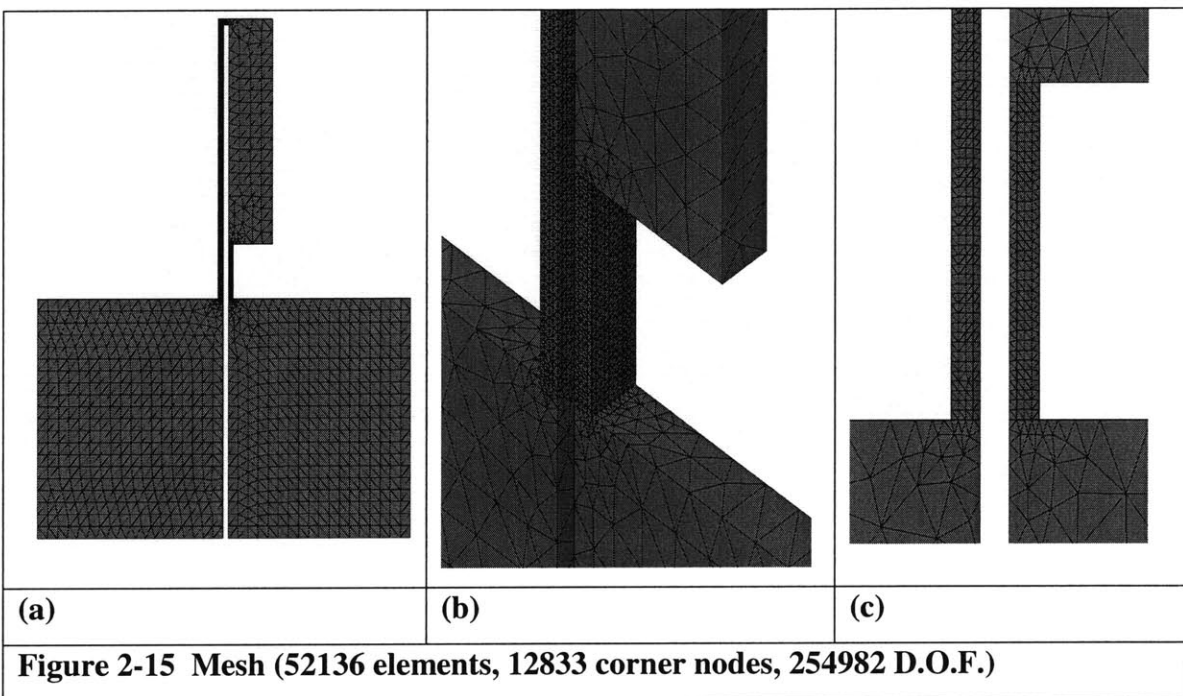 (a)
(b)
(c)
Figure 2-15 Mesh (52136 elements, 12833 corner nodes, 254982 D.O.F.)